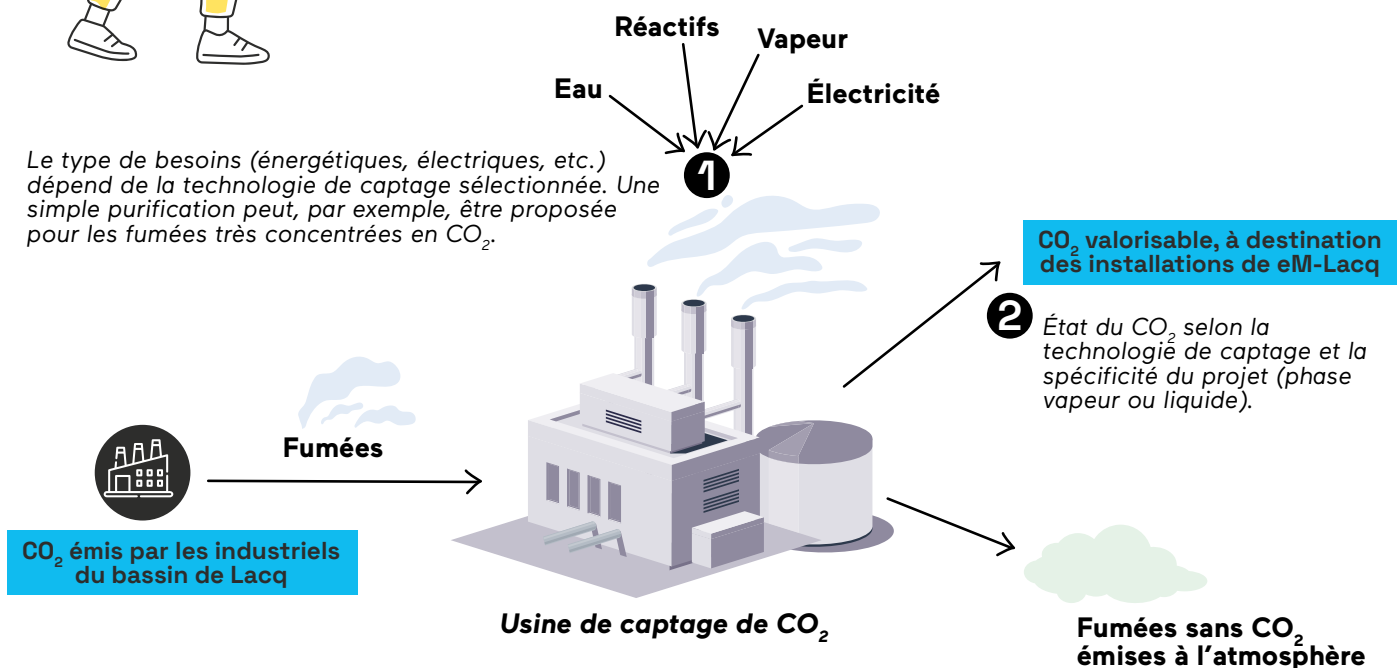 Réactifs
Vapeur
Eau
Électricité
1
Le type de besoins (énergétiques, électriques, etc.)
dépend de la technologie de captage sélectionnée. Une
simple purification peut, par exemple, être proposée
pour les fumées très concentrées en CO₂.
CO₂ valorisable, à destination
des installations de eM-Lacq
2
État du CO₂ selon la
technologie de captage et la
spécificité du projet (phase
vapeur ou liquide).
Fumées
CO₂ émis par les industriels
du bassin de Lacq
Usine de captage de CO₂
Fumées sans CO₂
émises à l’atmosphère